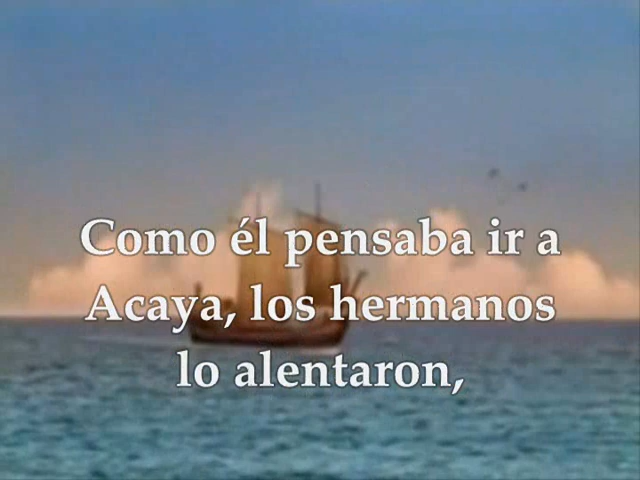 Como él pensaba ir a
Acaya, los hermanos
lo alentaron,